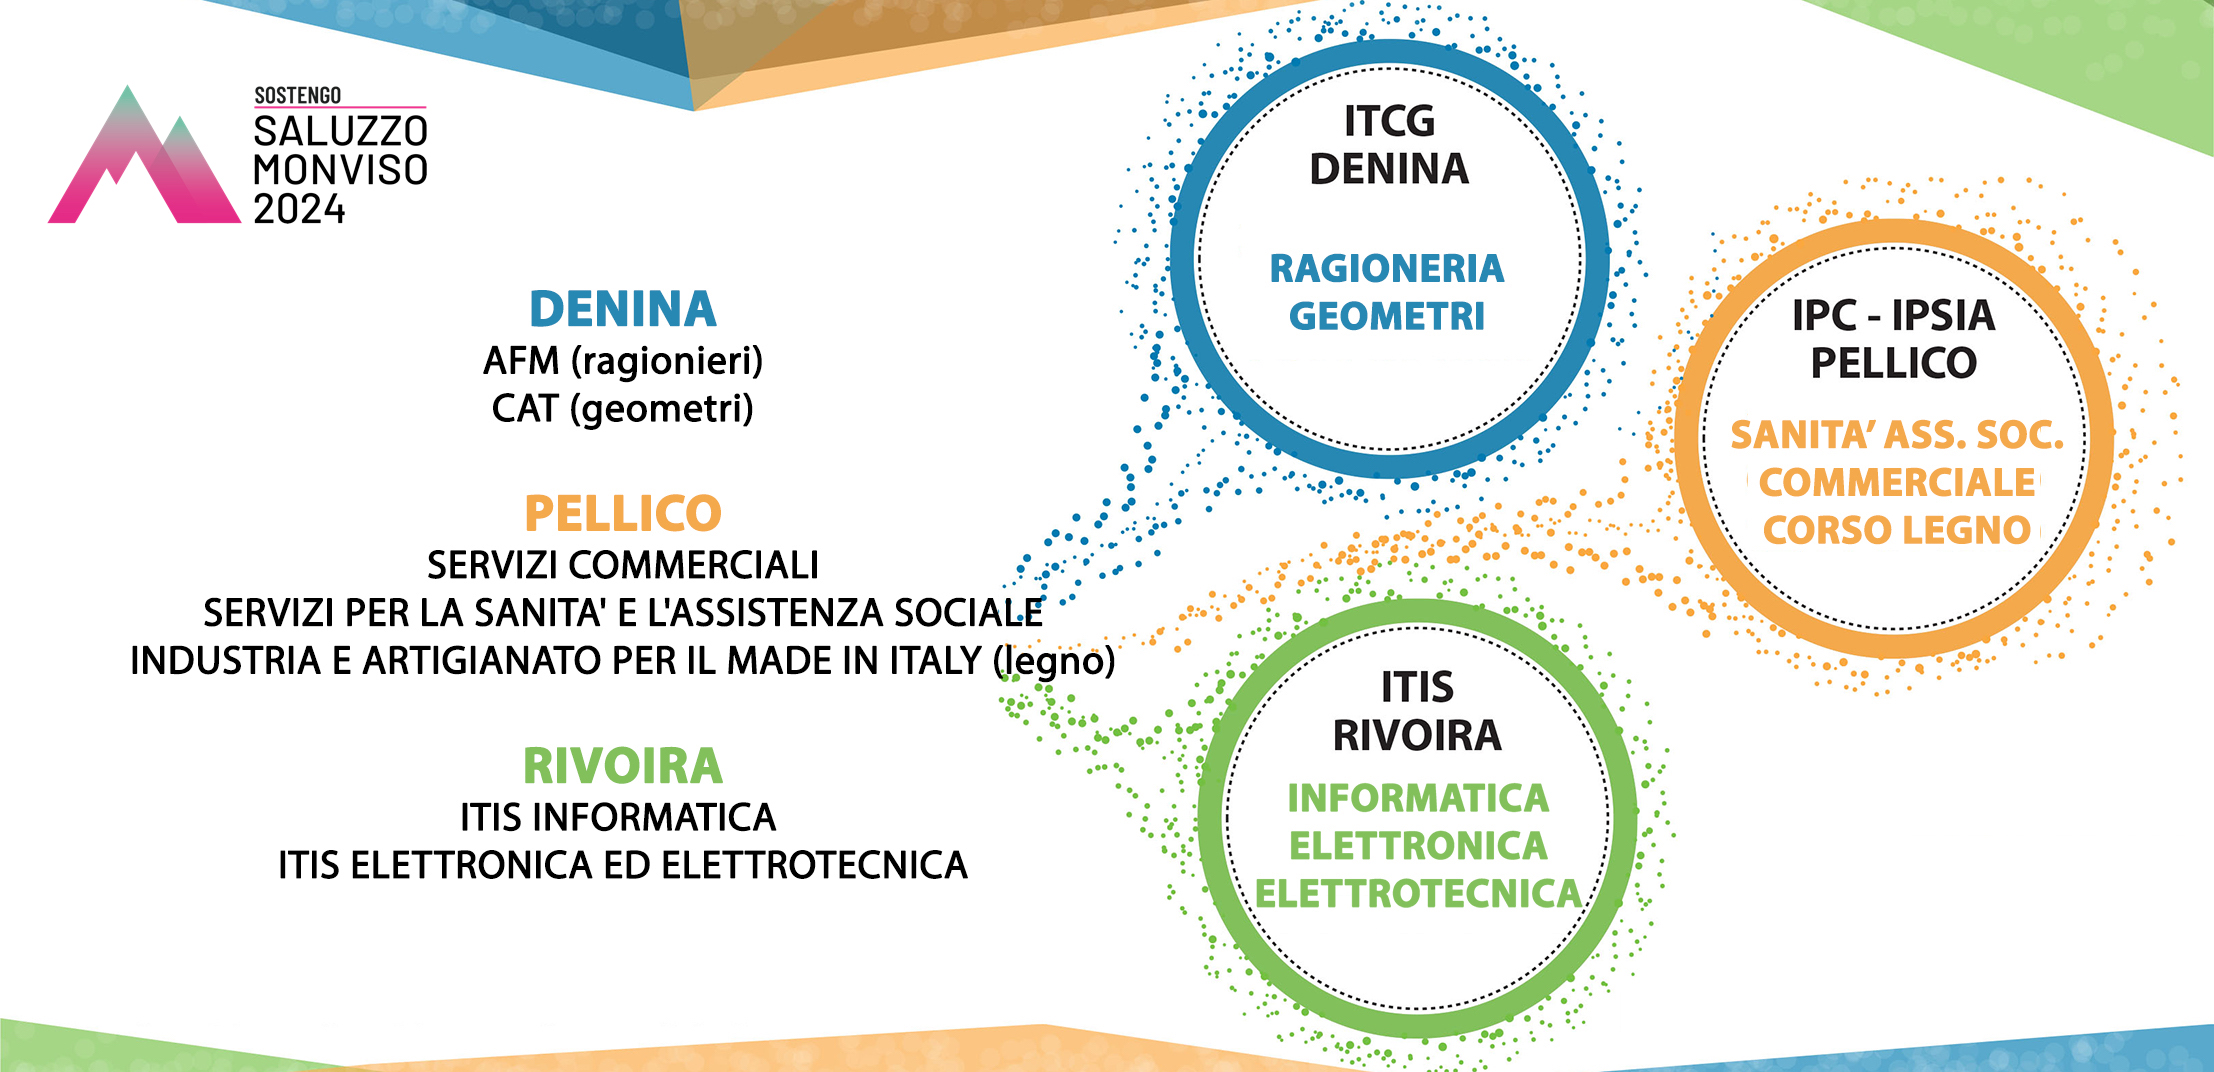 SOSTENGO
SALUZZO
MONVISO
2024
DENINA
AFM (ragionieri)
CAT (geometri)
PELLICO
SERVIZI COMMERCIALI
SERVIZI PER LA SANITA' E L'ASSISTENZA SOCIALE
INDUSTRIA E ARTIGIANATO PER IL MADE IN ITALY (legno)
RIVOIRA
ITIS INFORMATICA
ITIS ELETTRONICA ED ELETTROTECNICA
ITCG
DENINA
RAGIONERIA
GEOMETRI
IPC - IPSIA
PELLICO
SANITA’ ASS. SOC.
COMMERCIALE
CORSO LEGNO
ITIS
RIVOIRA
INFORMATICA
ELETTRONICA
ELETTROTECNICA